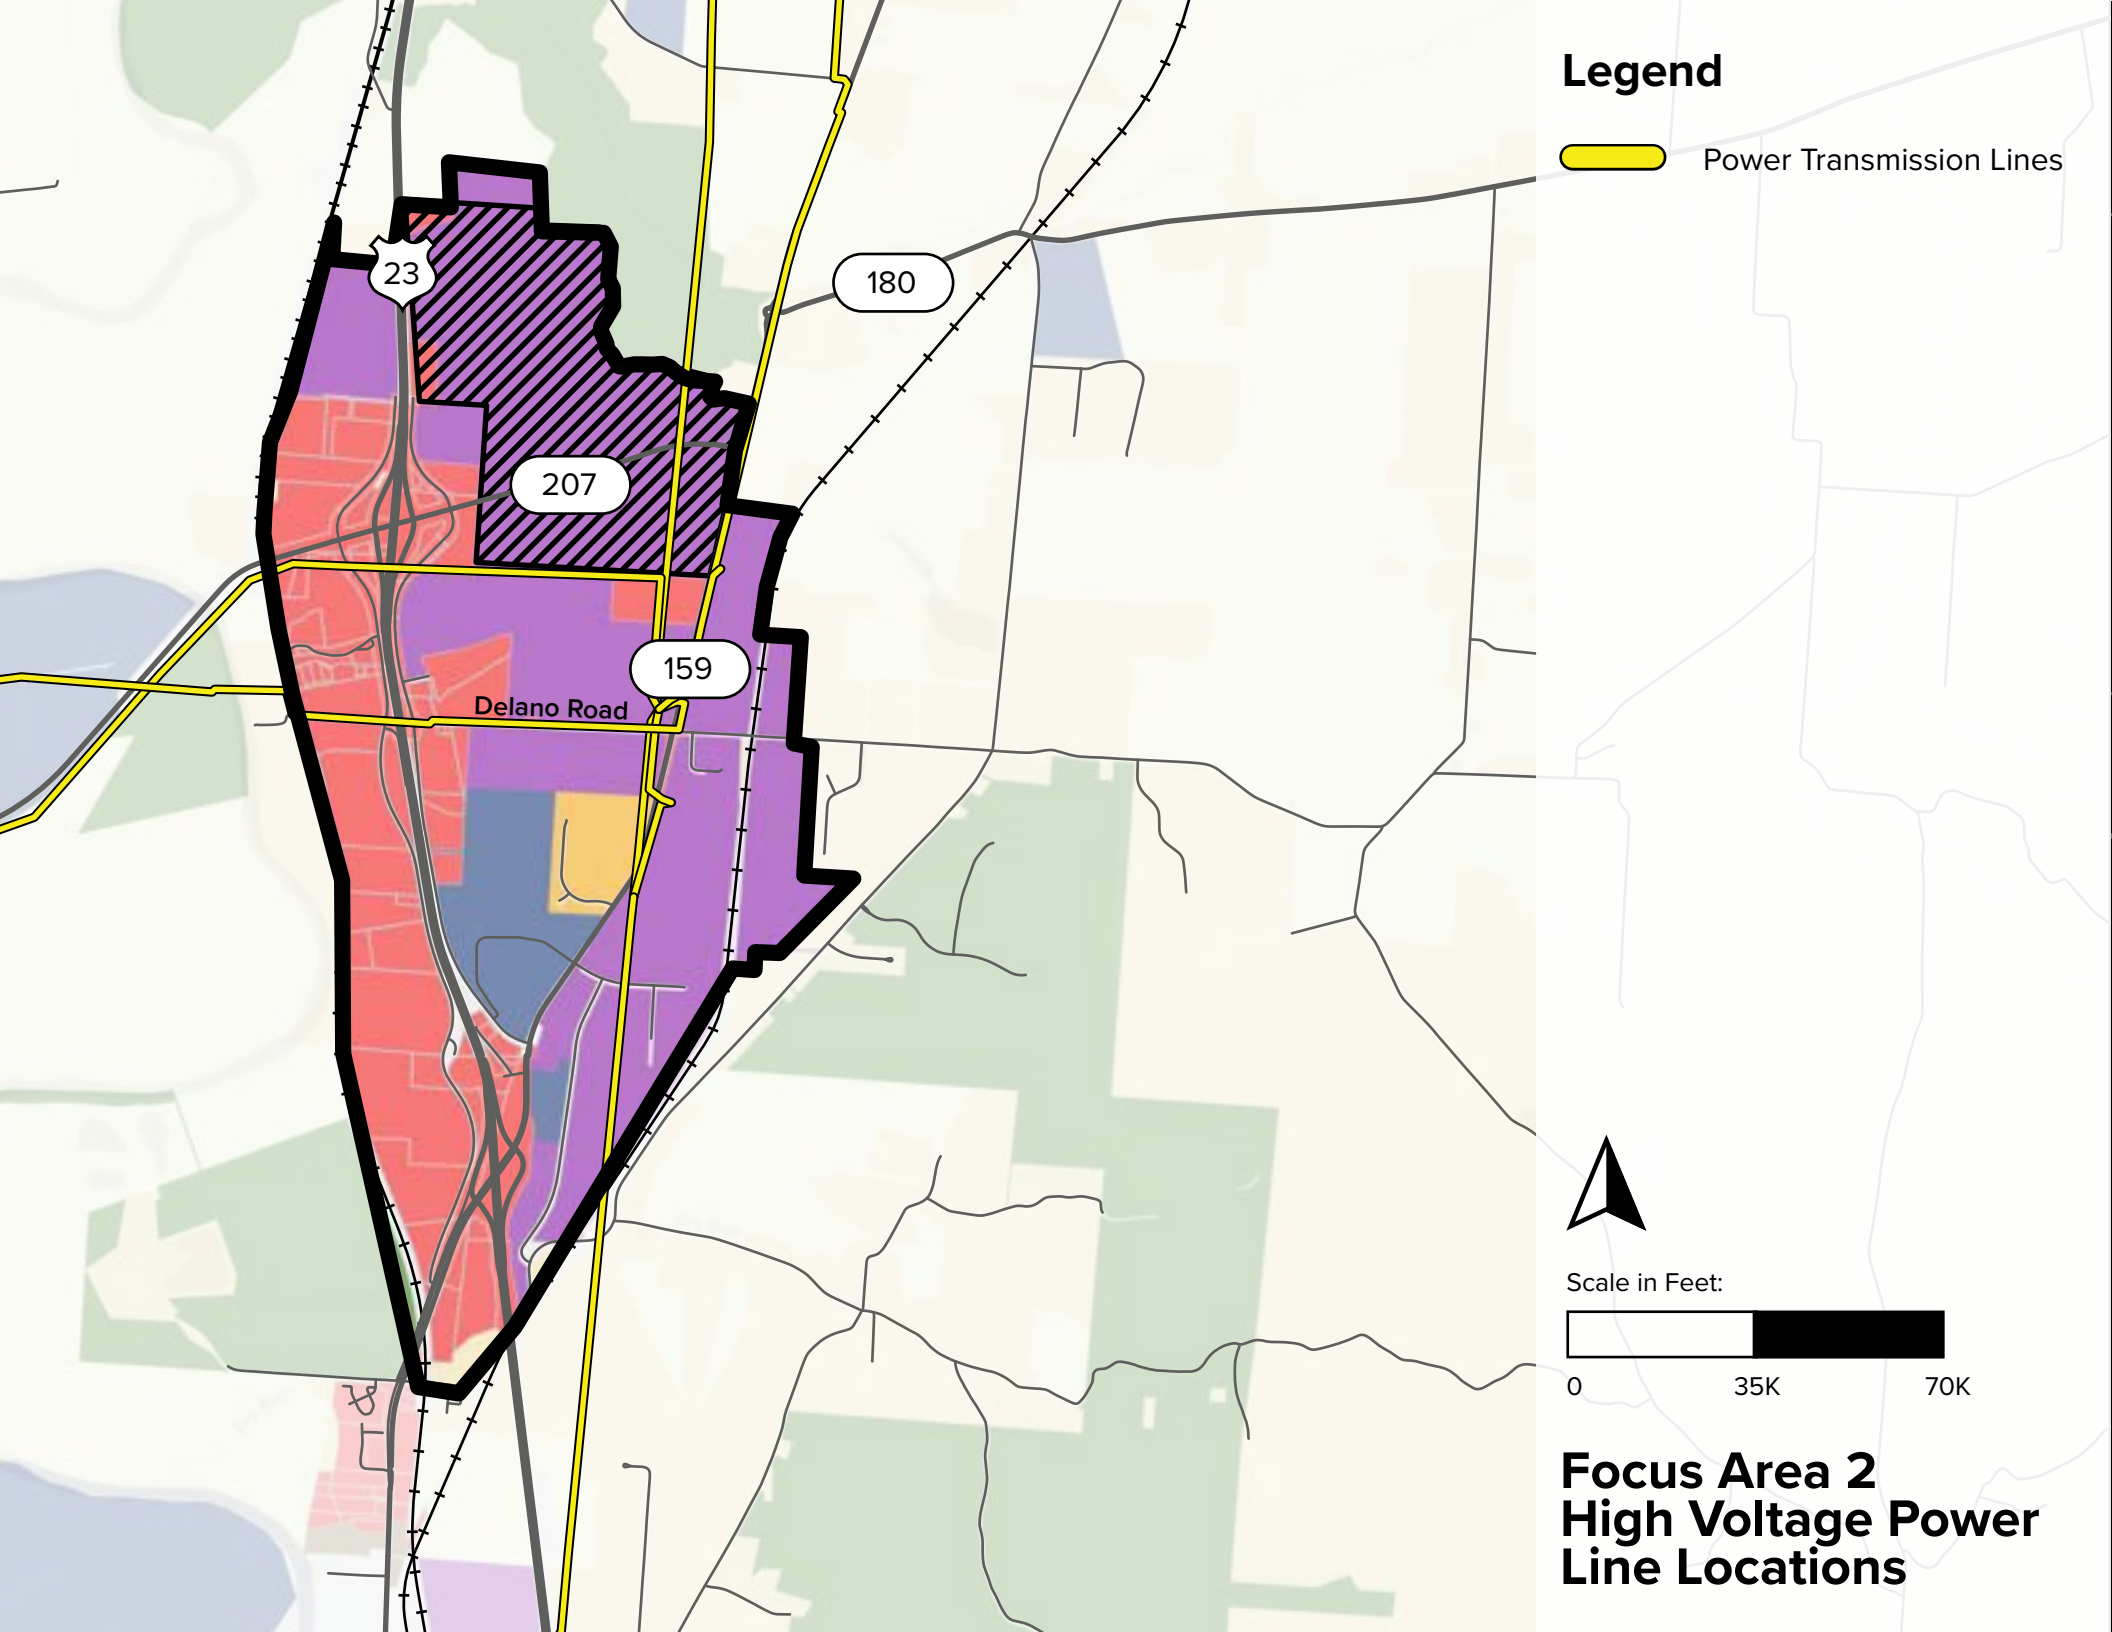 Legend
Power Transmission Lines
23
180
207
159
Delano Road
Scale in Feet:
0 35K 70K
Focus Area 2
High Voltage Power
Line Locations